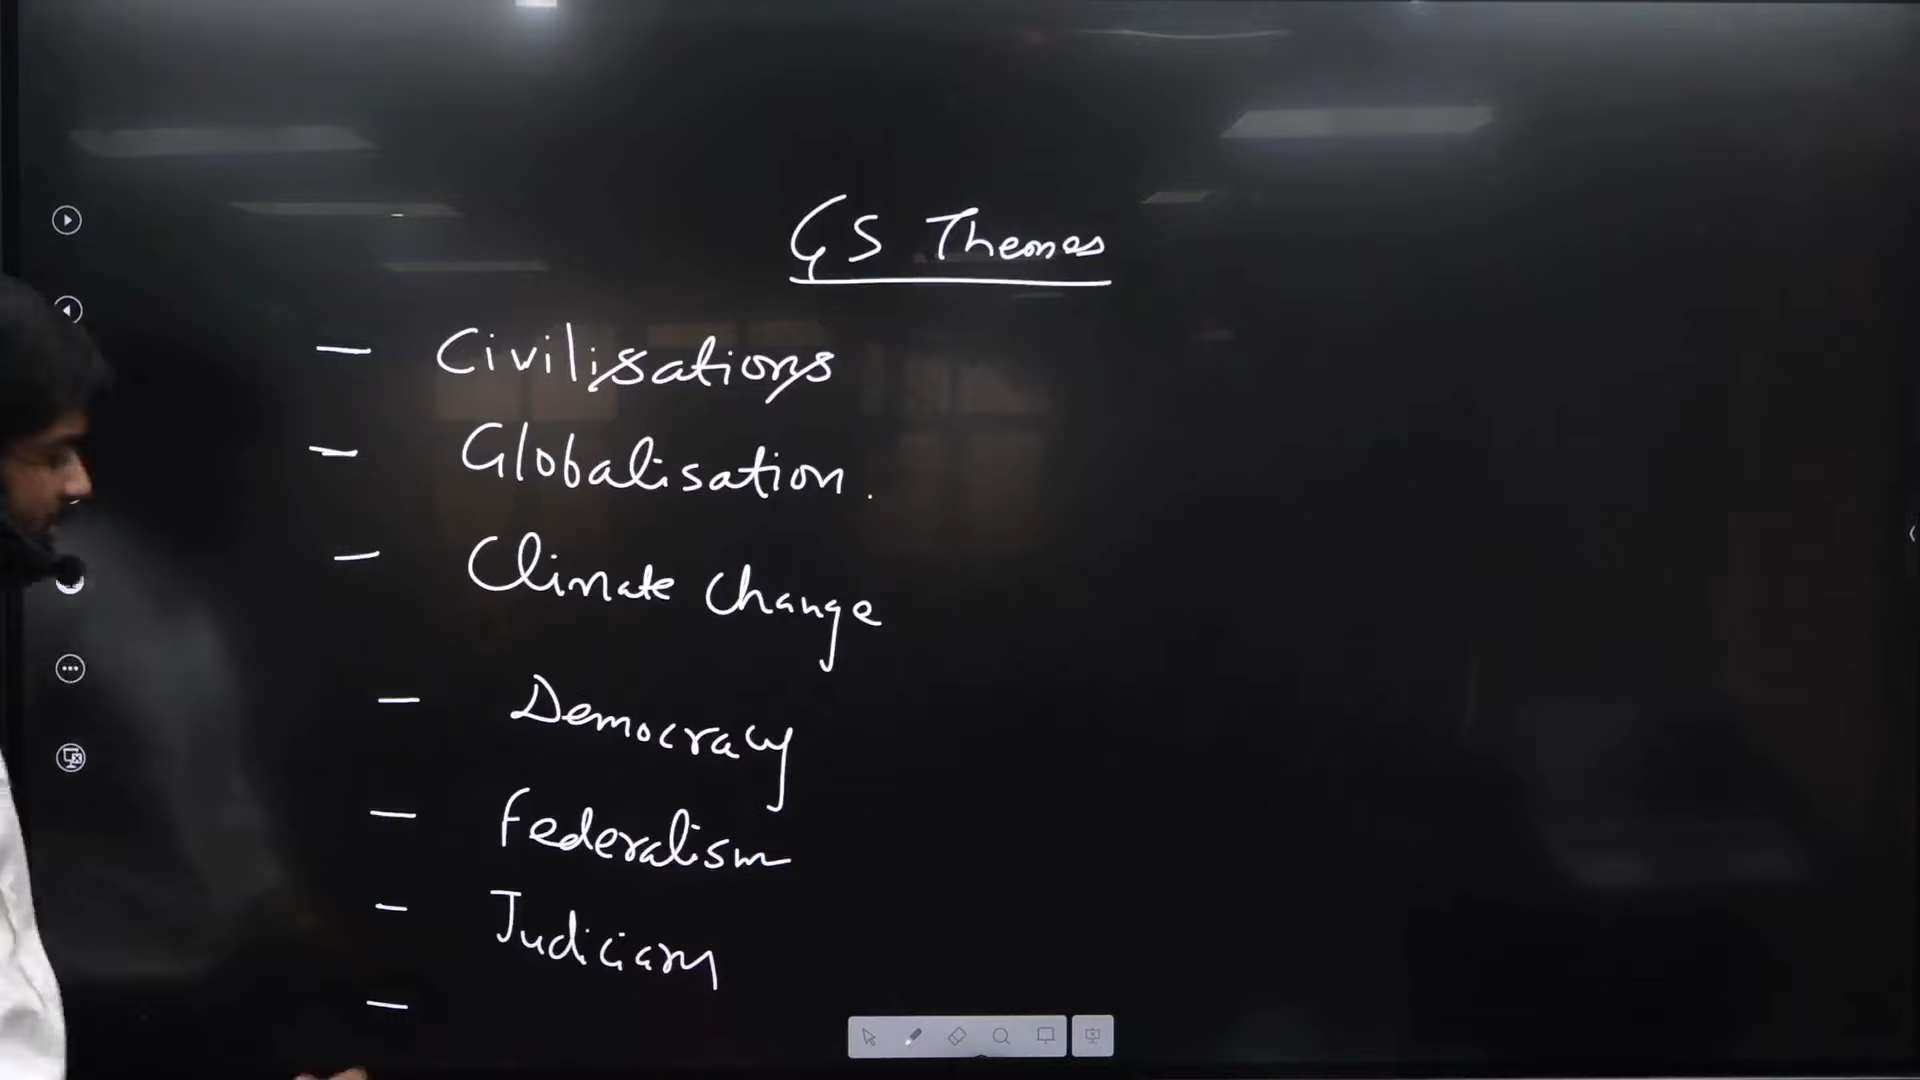 GS Themes
- Civilisations
- Globalisation.
- Climate change
- Democracy
- Federalism
- Judiciary
-